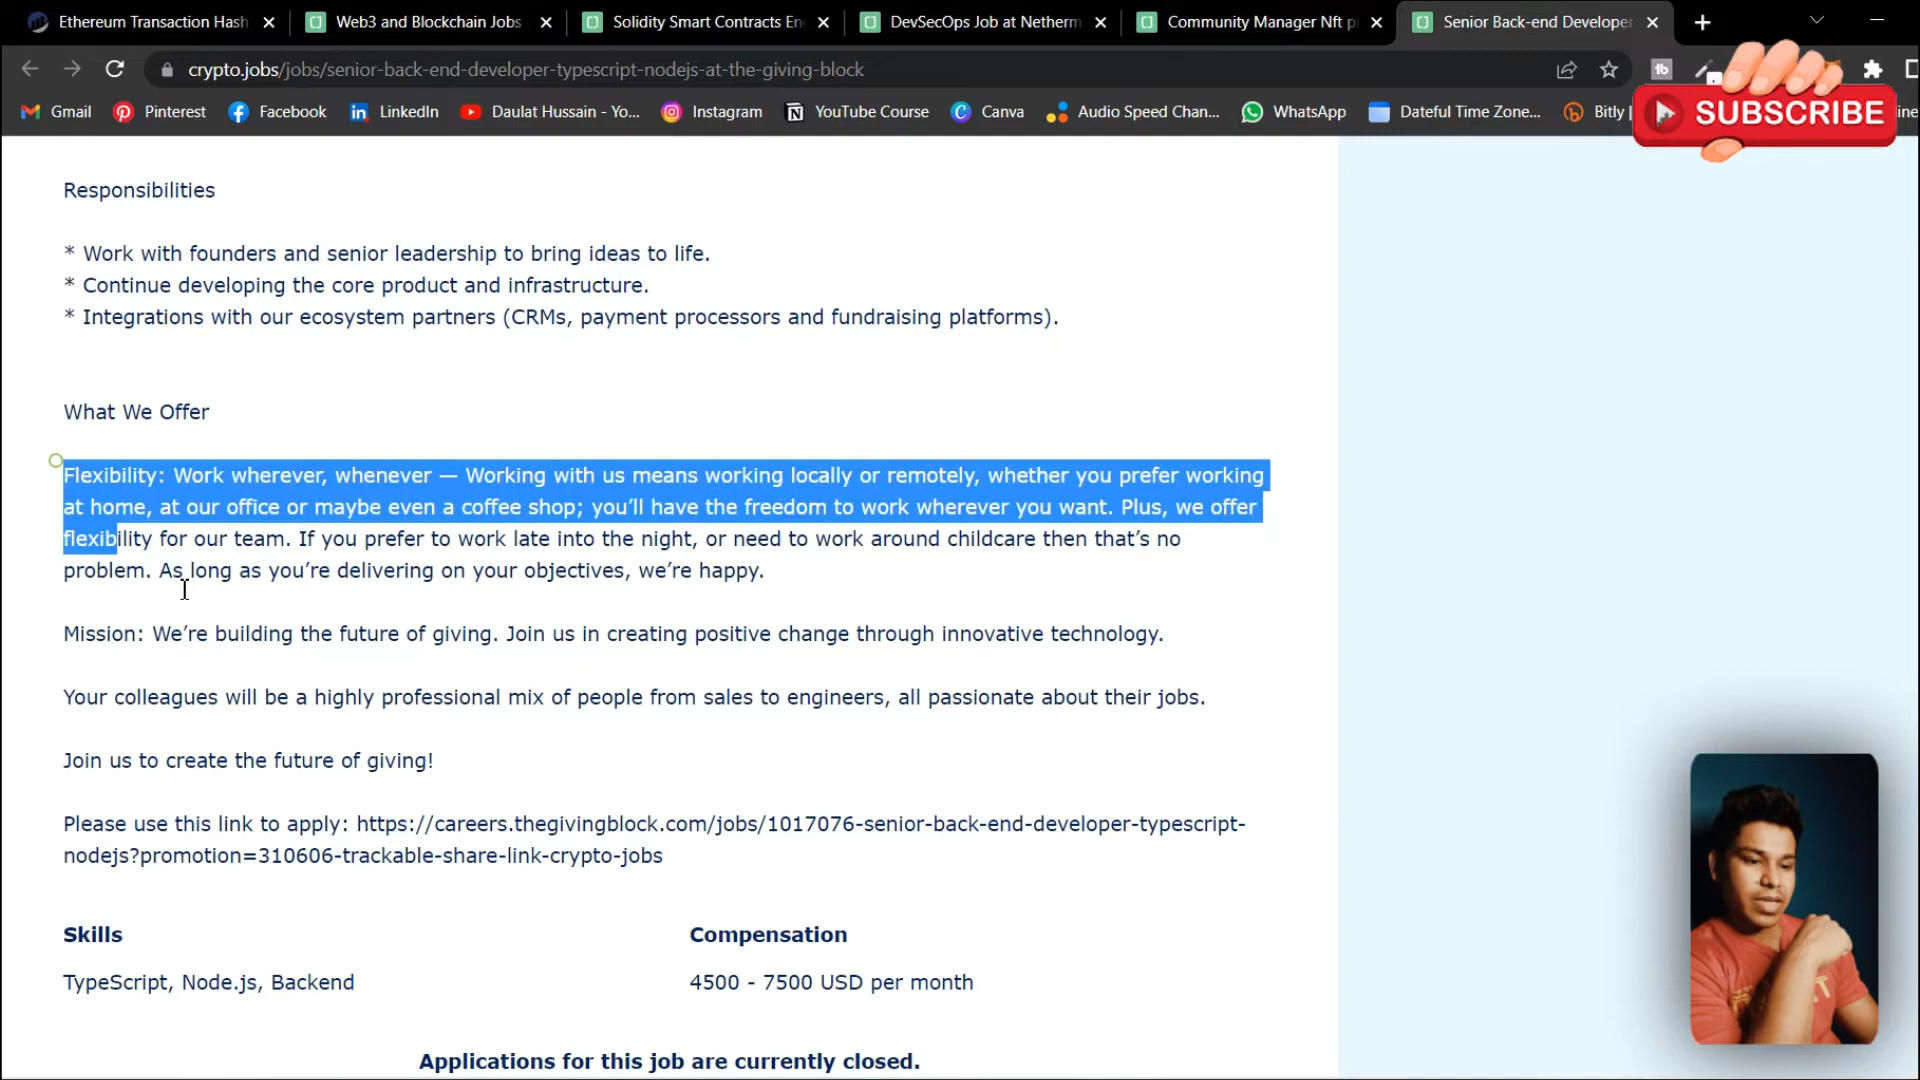 Ethereum Transaction Hash
Web3 and Blockchain Jobs
Solidity Smart Contracts En
DevSecOps Job at Netherm
Community Manager Nft p
Senior Back-end Developer
crypto.jobs/jobs/senior-back-end-developer-typescript-nodejs-at-the-giving-block
Gmail
Pinterest
Facebook
LinkedIn
Daulat Hussain - Yo...
Instagram
YouTube Course
Canva
Audio Speed Chan...
WhatsApp
Dateful Time Zone...
Bitly |
SUBSCRIBE
Responsibilities
* Work with founders and senior leadership to bring ideas to life.
* Continue developing the core product and infrastructure.
* Integrations with our ecosystem partners (CRMs, payment processors and fundraising platforms).
What We Offer
Flexibility: Work wherever, whenever — Working with us means working locally or remotely, whether you prefer working
at home, at our office or maybe even a coffee shop; you’ll have the freedom to work wherever you want. Plus, we offer
flexibility for our team. If you prefer to work late into the night, or need to work around childcare then that’s no
problem. As long as you’re delivering on your objectives, we’re happy.
Mission: We’re building the future of giving. Join us in creating positive change through innovative technology.
Your colleagues will be a highly professional mix of people from sales to engineers, all passionate about their jobs.
Join us to create the future of giving!
Please use this link to apply: https://careers.thegivingblock.com/jobs/1017076-senior-back-end-developer-typescript-
nodejs?promotion=310606-trackable-share-link-crypto-jobs
Skills
Compensation
TypeScript, Node.js, Backend
4500 - 7500 USD per month
Applications for this job are currently closed.